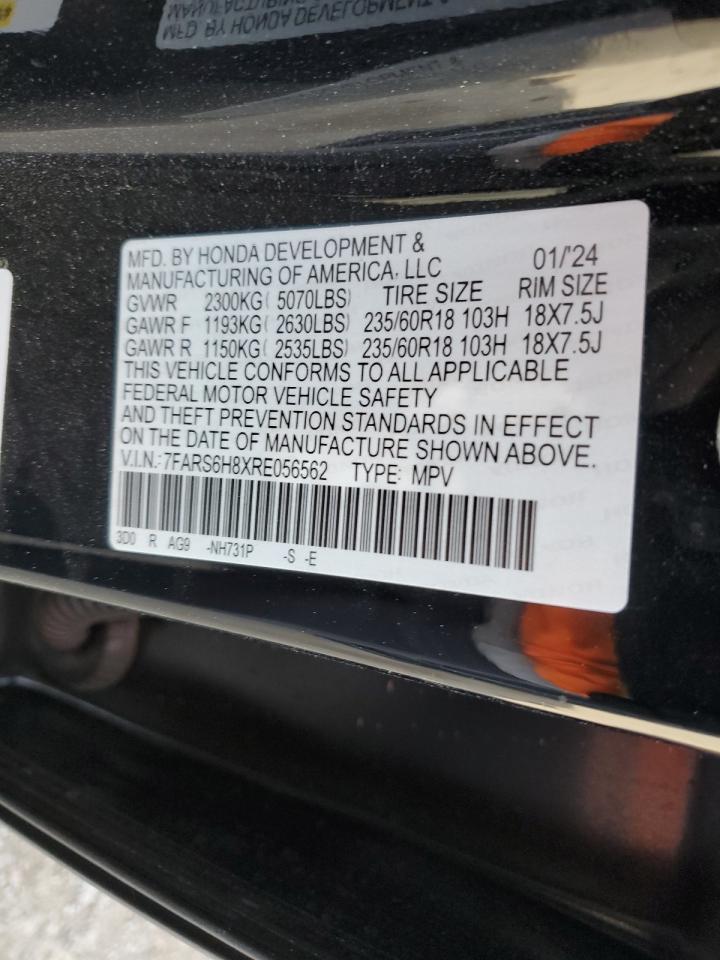 MFD. BY HONDA DEVELOPMENT &
MANUFACTURING OF AMERICA, LLC 01/'24
GVWR 2300KG( 5070LBS) TIRE SIZE RIM SIZE
GAWR F 1193KG( 2630LBS) 235/60R18 103H 18X7.5J
GAWR R 1150KG( 2535LBS) 235/60R18 103H 18X7.5J
THIS VEHICLE CONFORMS TO ALL APPLICABLE
FEDERAL MOTOR VEHICLE SAFETY
AND THEFT PREVENTION STANDARDS IN EFFECT
ON THE DATE OF MANUFACTURE SHOWN ABOVE.
V.I.N.: 7FARS6H8XRE056562 TYPE: MPV
3D0 R AG9 -NH731P -S -E